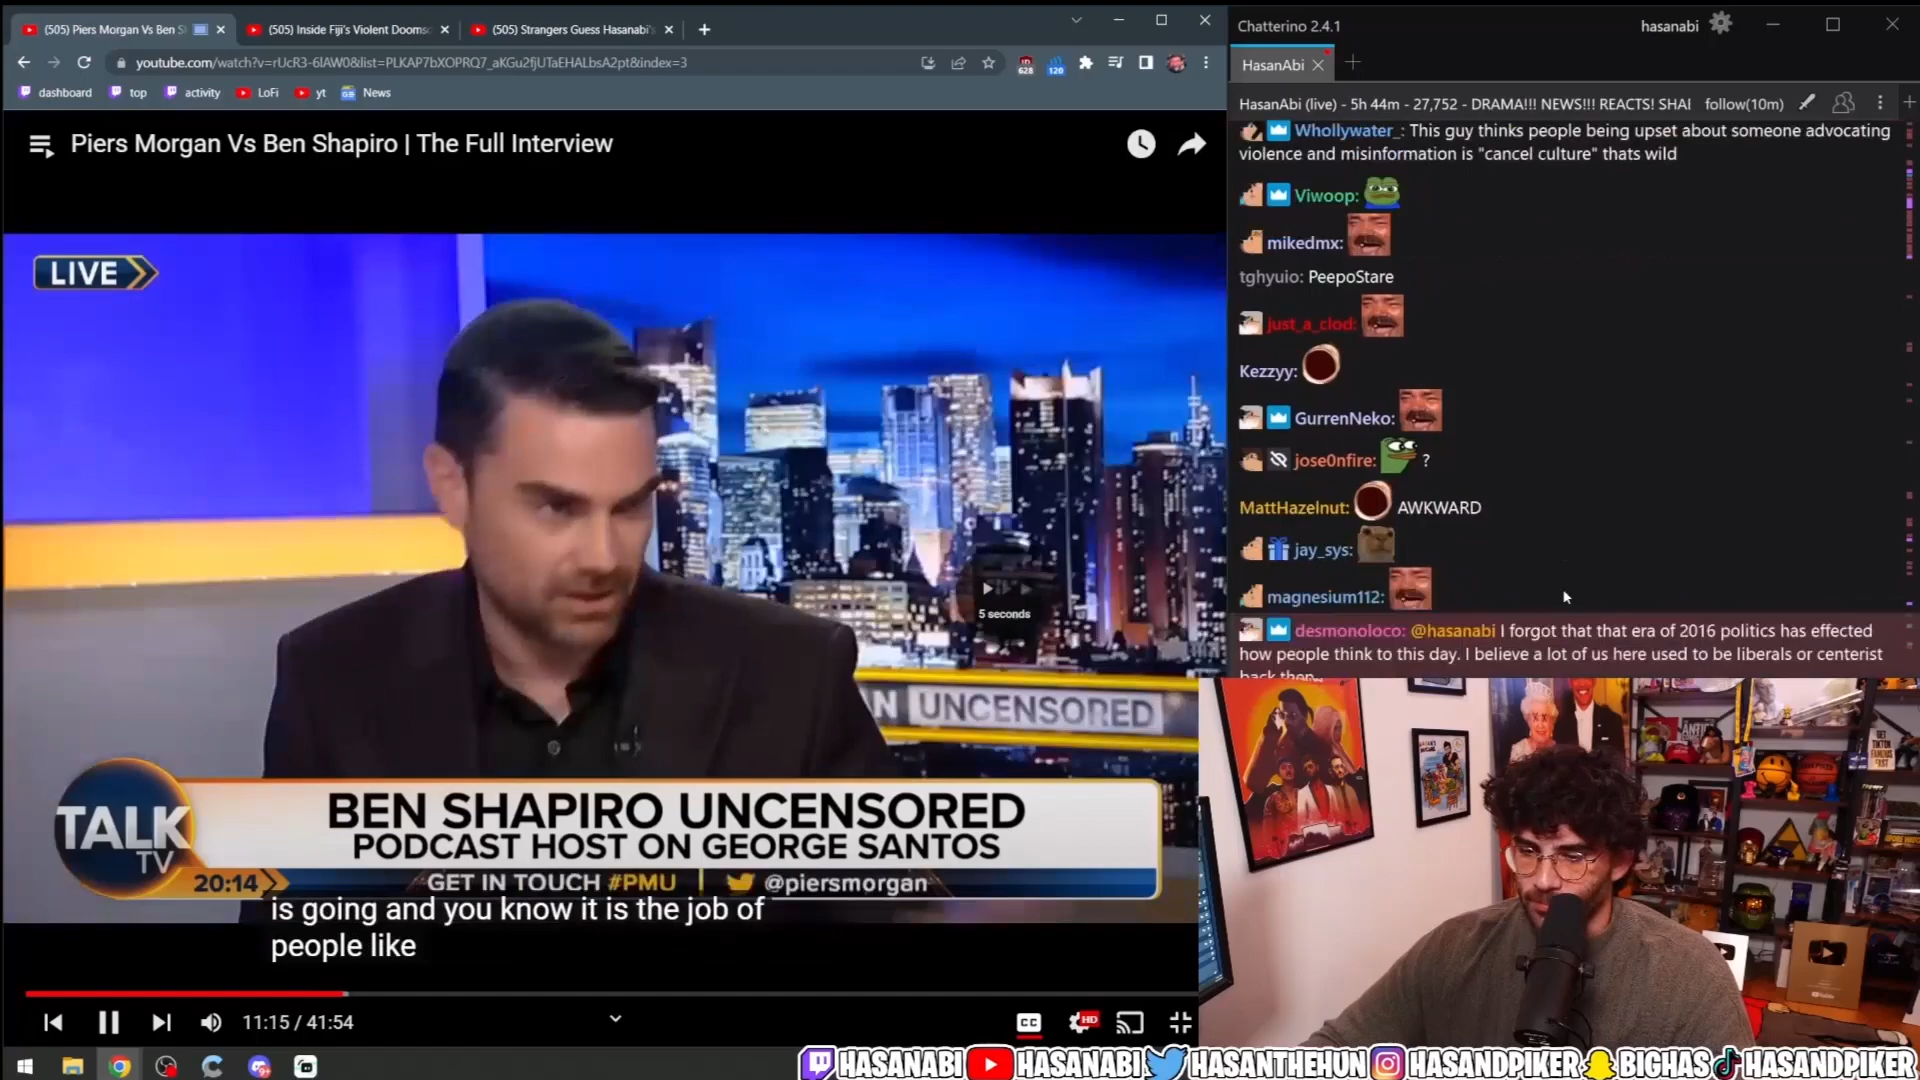 (505) Piers Morgan Vs Ben S
(505) Inside Fiji's Violent Dooms
(505) Strangers Guess Hasanabi's
youtube.com/watch?v=rUcR3-6lAW0&list=PLKAP7bXOPRQ7_aKGu2fjUTaEHALbsA2pt&index=3
628
120
dashboard
top
activity
LoFi
yt
News
Piers Morgan Vs Ben Shapiro | The Full Interview
LIVE
5 seconds
N UNCENSORED
TALK
TV
BEN SHAPIRO UNCENSORED
PODCAST HOST ON GEORGE SANTOS
20:14
GET IN TOUCH #PMU | @piersmorgan
is going and you know it is the job of
people like
11:15 / 41:54
CC
HD
Chatterino 2.4.1
hasanabi
HasanAbi
HasanAbi (live) - 5h 44m - 27,752 - DRAMA!!! NEWS!!! REACTS! SHAI
follow(10m)
Whollywater_: This guy thinks people being upset about someone advocating
violence and misinformation is "cancel culture" thats wild
Viwoop:
mikedmx:
tghyuio: PeepoStare
just_a_clod:
Kezzyy:
GurrenNeko:
jose0nfire: ?
MattHazelnut: AWKWARD
jay_sys:
magnesium112:
desmonoloco: @hasanabi I forgot that that era of 2016 politics has effected
how people think to this day. I believe a lot of us here used to be liberals or centerist
back then..
HASANABI
HASANABI
HASANTHEHUN
HASANDPIKER
BIGHAS
HASANDPIKER